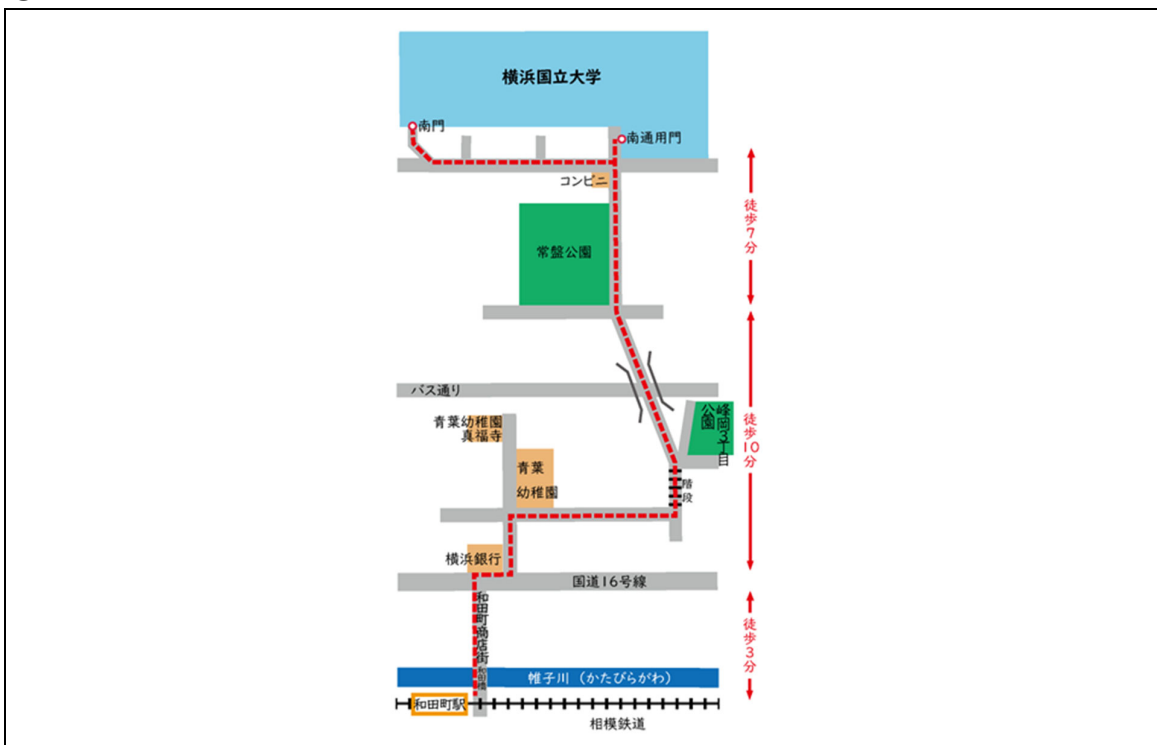 横浜国立大学
南門
南通用門
コンビニ
徒歩7分
常盤公園
バス通り
峰岡3丁目
公園
青葉幼稚園
真福寺
徒歩10分
青葉
幼稚園
階段
横浜銀行
国道16号線
和田町商店街
徒歩3分
和田橋
帷子川（かたびらがわ）
和田町駅
相模鉄道